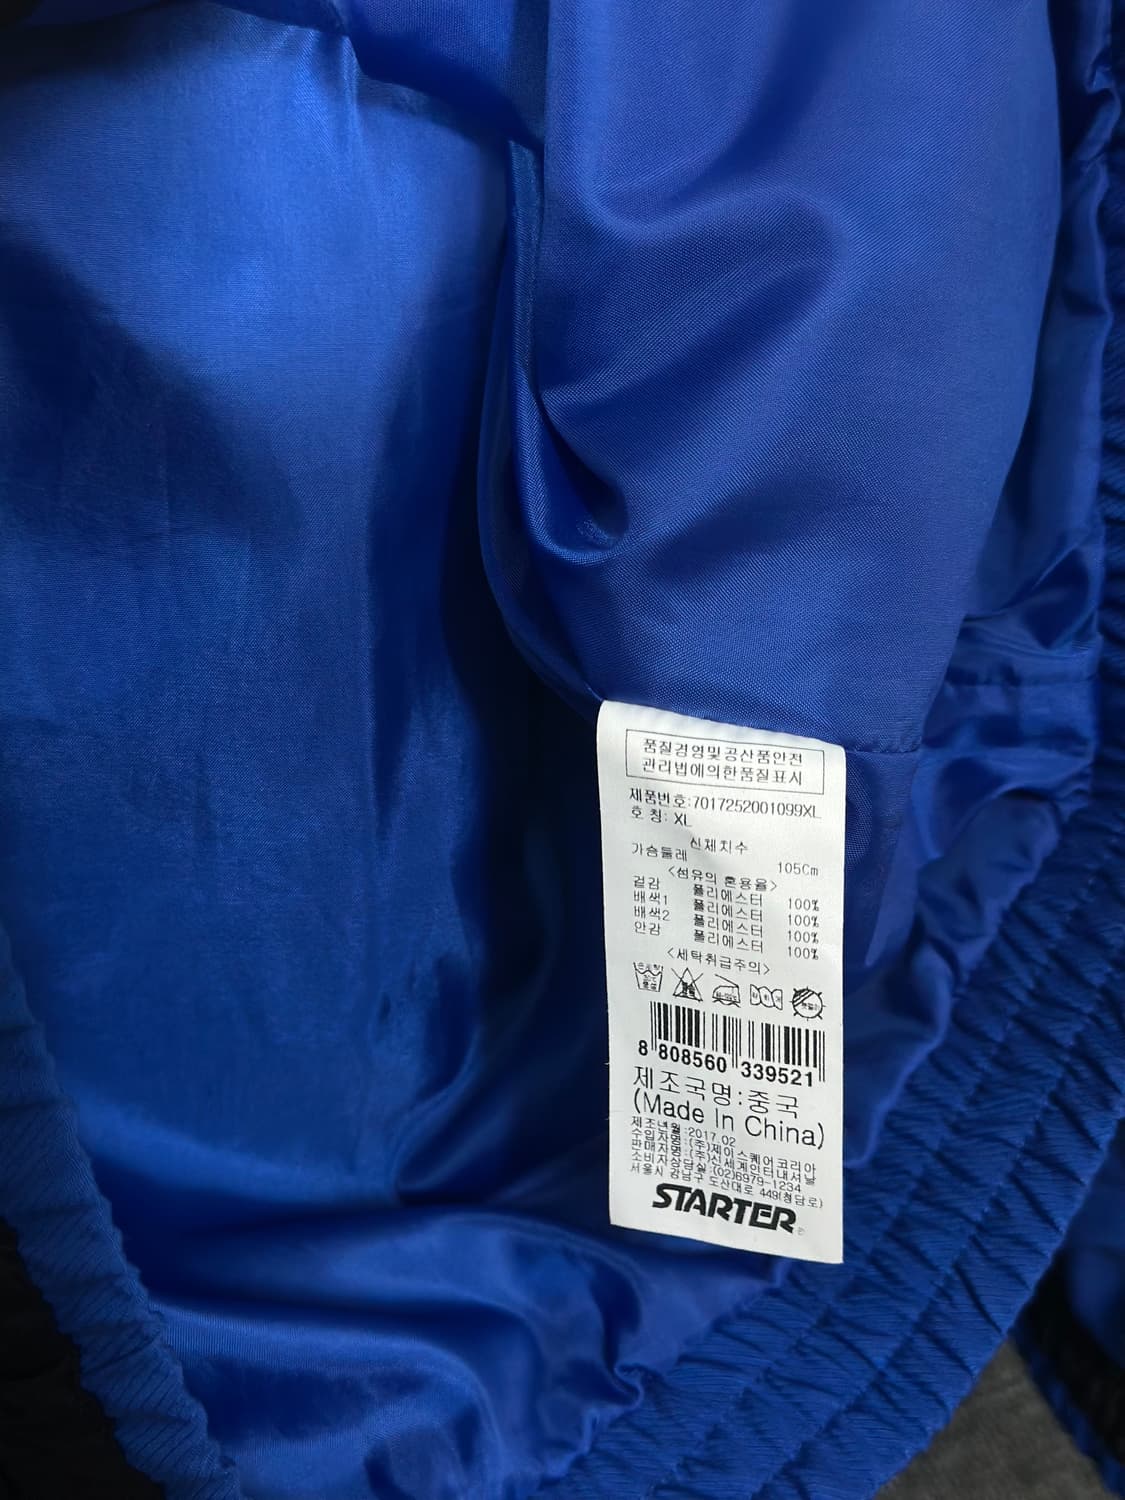 품질경영및공산품안전
관리법에의한품질표시
제품번호:7017252001099XL
호 칭: XL
신체치수
가슴둘레 105Cm
<섬유의 혼용율>
겉감 폴리에스터 100%
배색1 폴리에스터 100%
배색2 폴리에스터 100%
안감 폴리에스터 100%
<세탁취급주의>
8 808560 339521
제조국명:중국
(Made In China)
제조년월:2017.02
수입자명:(주)제이스퀘어코리아
판매자명:(주)신세계인터내셔날
소비자상담실:(02)6979-1234
서울시 강남구 도산대로 449(청담로)
STARTER